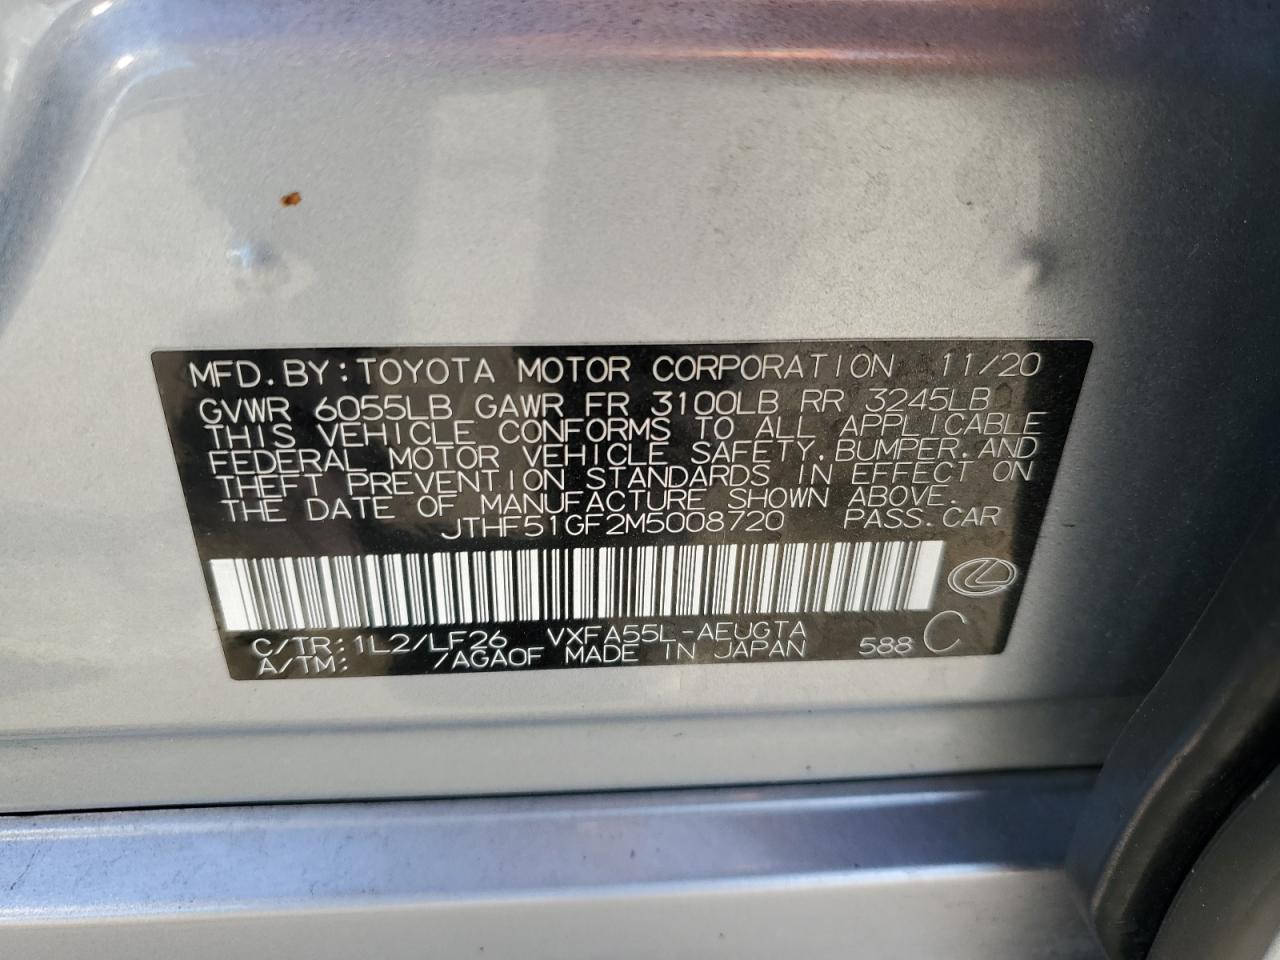 MFD. BY: TOYOTA MOTOR CORPORATION 11/20
GVWR 6055LB GAWR FR 3100LB RR 3245LB
THIS VEHICLE CONFORMS TO ALL APPLICABLE
FEDERAL MOTOR VEHICLE SAFETY, BUMPER, AND
THEFT PREVENTION STANDARDS IN EFFECT ON
THE DATE OF MANUFACTURE SHOWN ABOVE.
JTHF51GF2M5008720 PASS. CAR
C/TR: 1L2/LF26 VXFA55L-AEUGTA
A/TM: /AGA0F MADE IN JAPAN 588 C